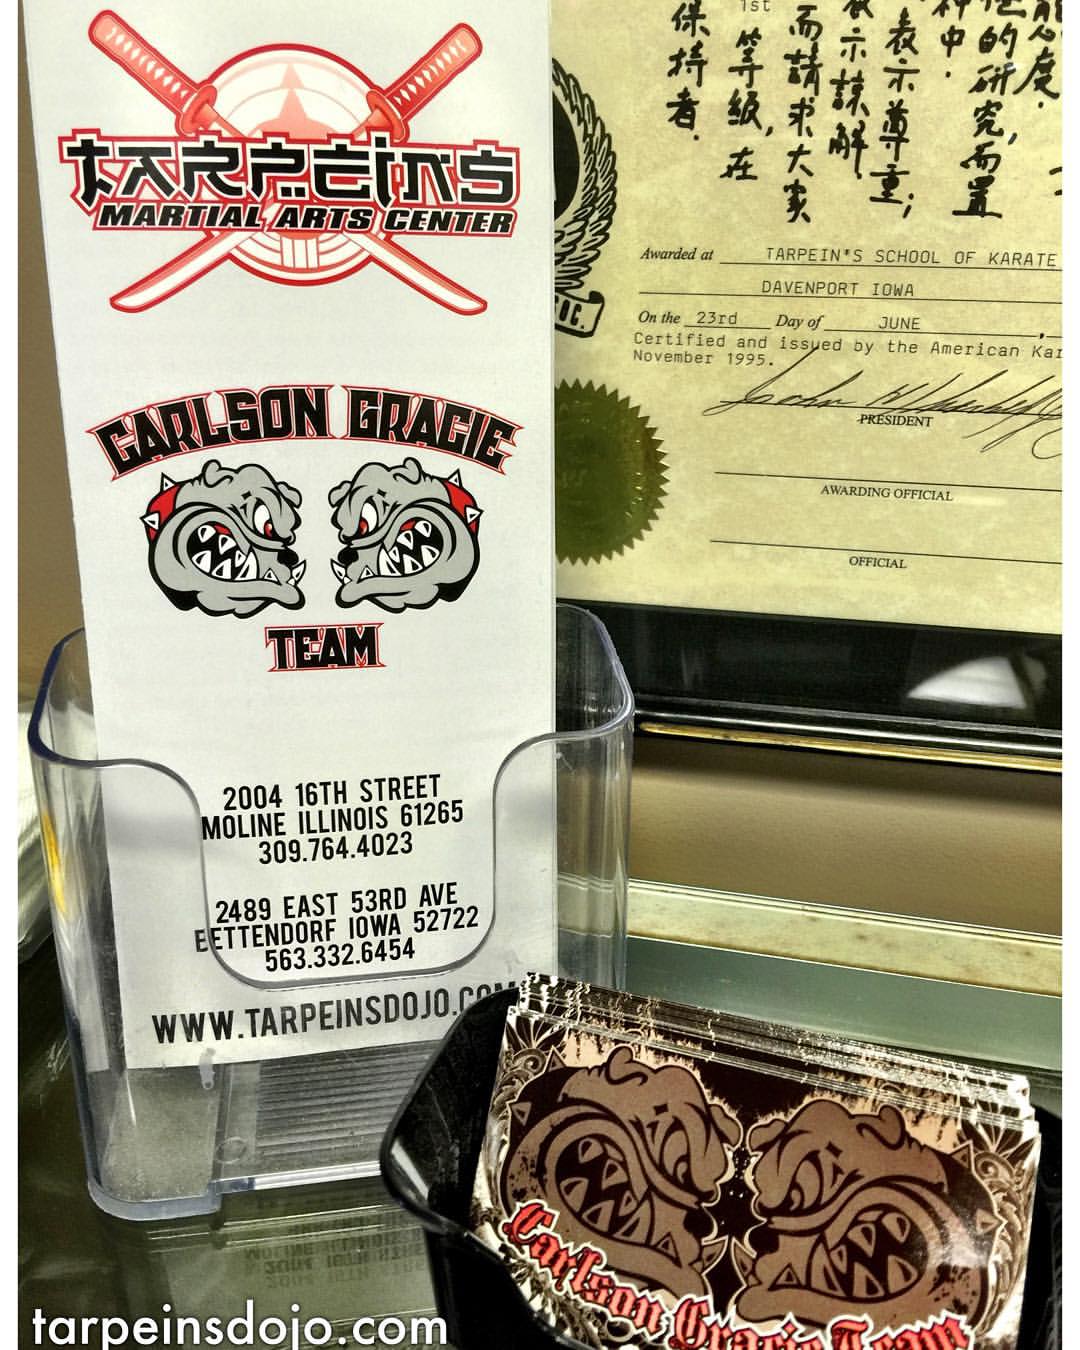 TARPEIN'S
MARTIAL ARTS CENTER
CARLSON GRACIE
TEAM
2004 16TH STREET
MOLINE ILLINOIS 61265
309.764.4023
2489 EAST 53RD AVE
BETTENDORF IOWA 52722
563.332.6454
WWW.TARPEINSDOJO.COM
的研究,而置
神中.
表示尊重;
示諒解
而請求大家
1st
等級,在
保持者.
Awarded at TARPEIN'S SCHOOL OF KARATE
DAVENPORT IOWA
On the 23rd Day of JUNE ,
Certified and issued by the American Kar
November 1995.
PRESIDENT
AWARDING OFFICIAL
OFFICIAL
Carlson Gracie Team
tarpeinsdojo.com